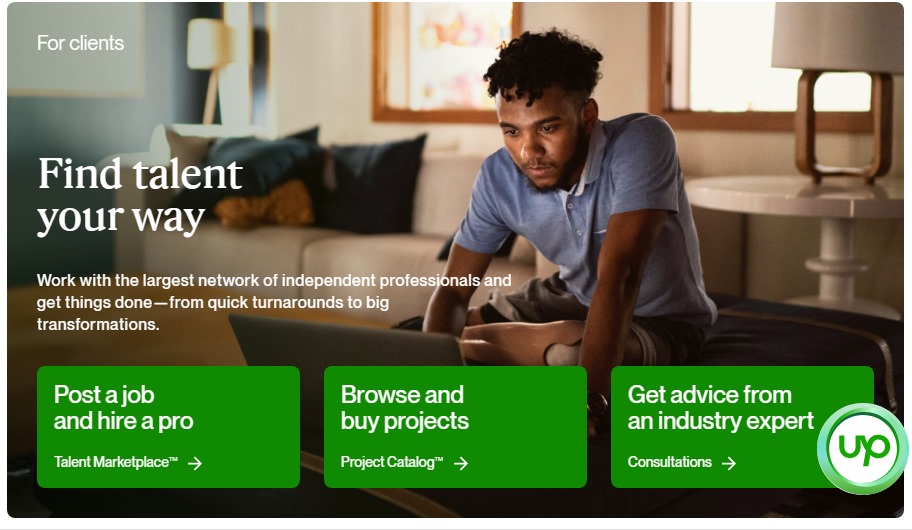 For clients
Find talent
your way
Work with the largest network of independent professionals and
get things done—from quick turnarounds to big
transformations.
Post a job
and hire a pro
Talent Marketplace™ →
Browse and
buy projects
Project Catalog™ →
Get advice from
an industry expert
Consultations →
up